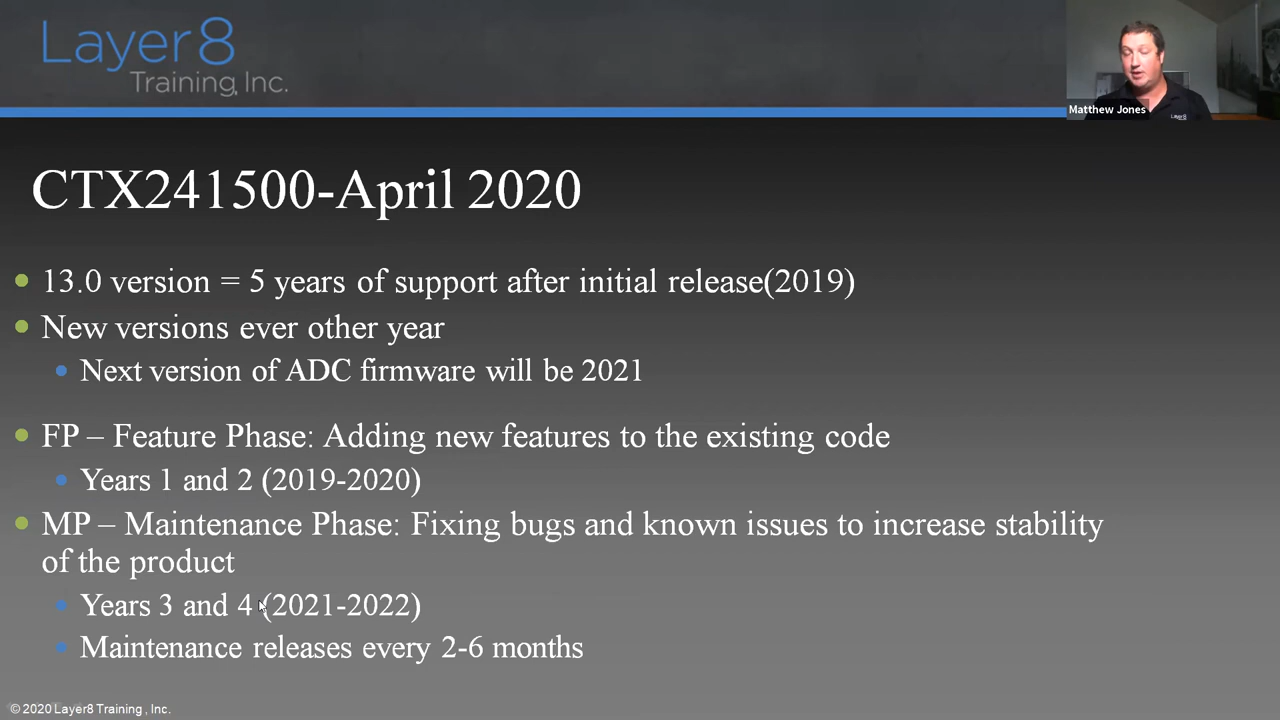 Layer8
Training, Inc.
Matthew Jones
Layer8
CTX241500-April 2020
13.0 version = 5 years of support after initial release(2019)
New versions ever other year
Next version of ADC firmware will be 2021
FP – Feature Phase: Adding new features to the existing code
Years 1 and 2 (2019-2020)
MP – Maintenance Phase: Fixing bugs and known issues to increase stability
of the product
Years 3 and 4 (2021-2022)
Maintenance releases every 2-6 months
© 2020 Layer8 Training , Inc.